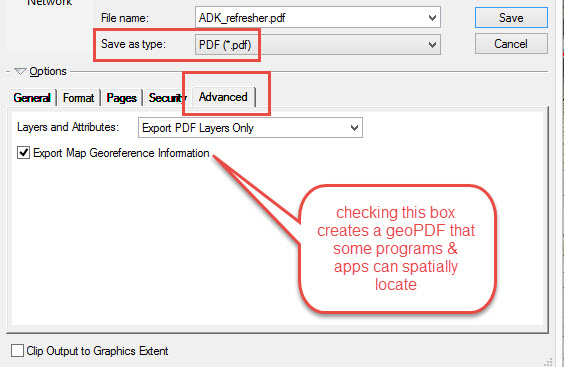 Network
File name:
ADK_refresher.pdf
Save
Save as type:
PDF (*.pdf)
Cancel
Options
General
Format
Pages
Security
Advanced
Layers and Attributes:
Export PDF Layers Only
Export Map Georeference Information
checking this box
creates a geoPDF that
some programs &
apps can spatially
locate
Clip Output to Graphics Extent